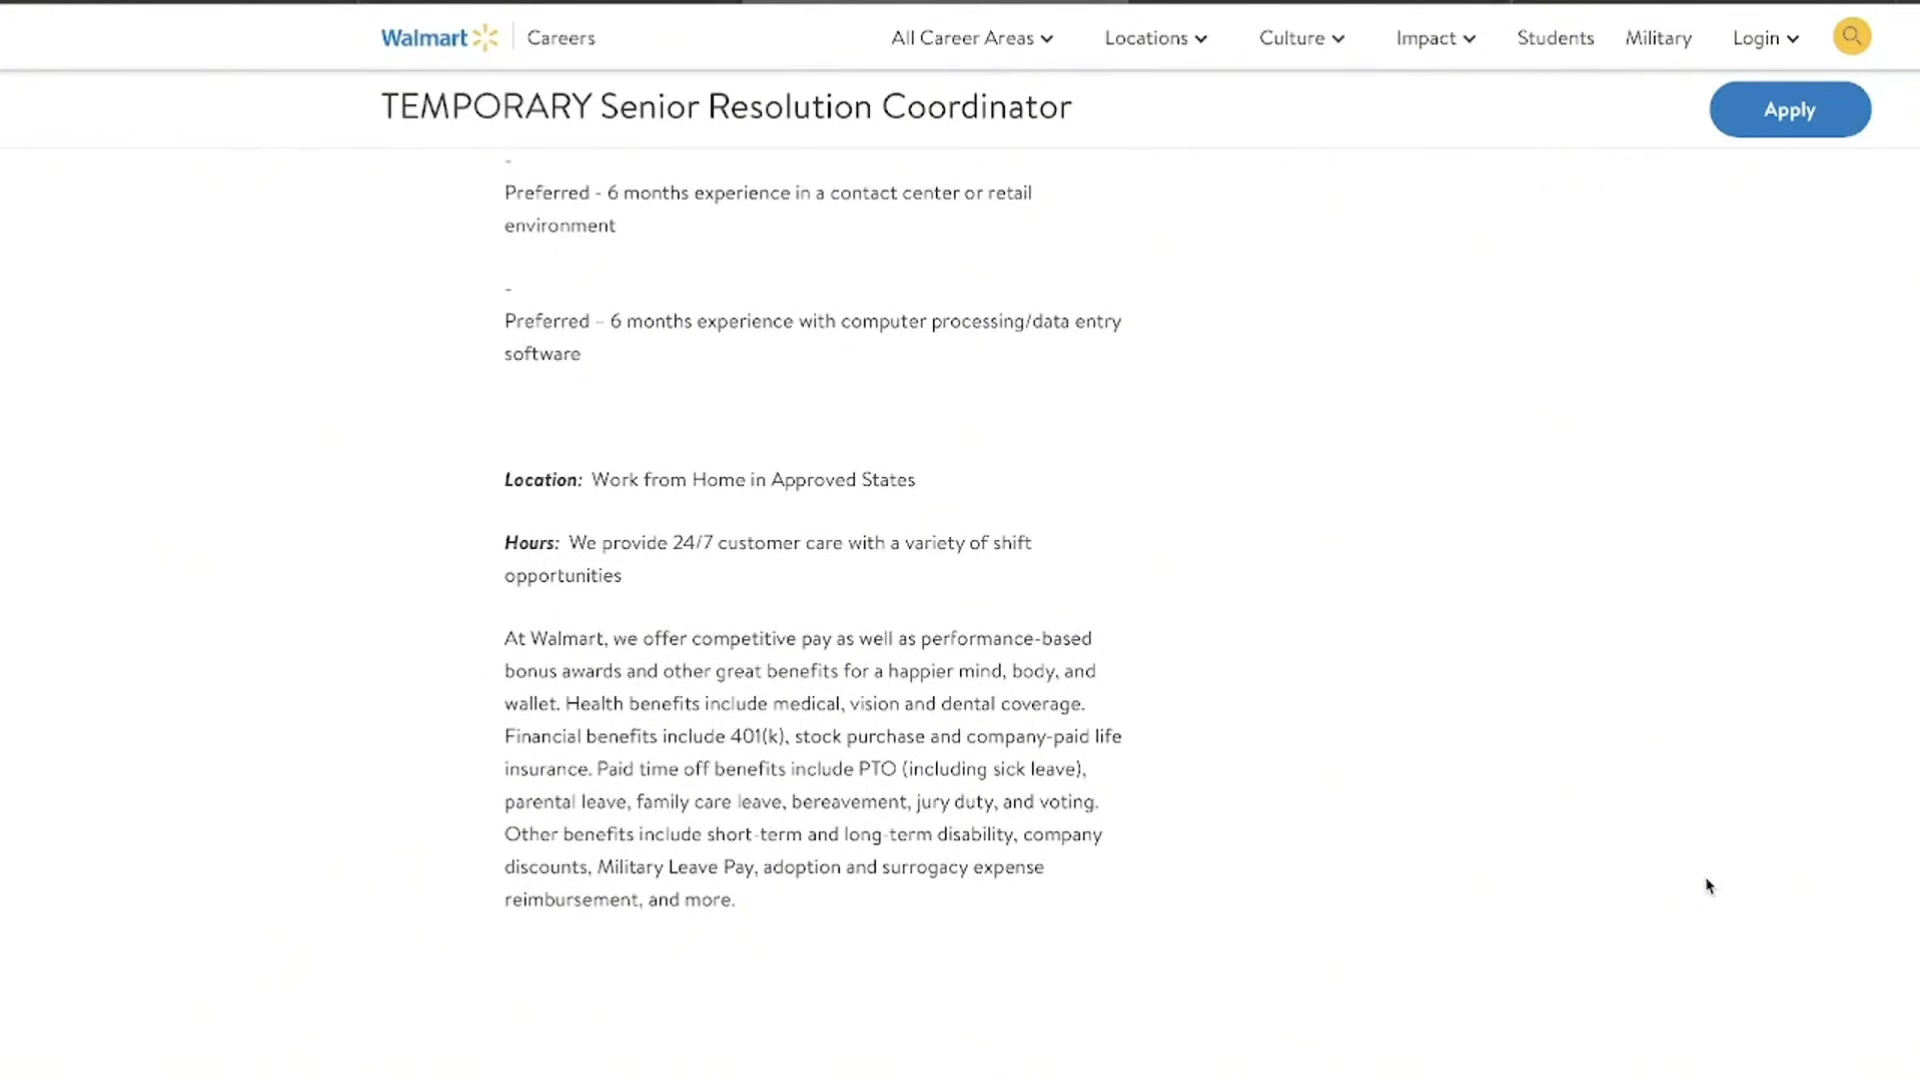 Walmart Careers All Career Areas Locations Culture Impact Students Military Login
TEMPORARY Senior Resolution Coordinator Apply
-
Preferred - 6 months experience in a contact center or retail
environment
-
Preferred – 6 months experience with computer processing/data entry
software
Location: Work from Home in Approved States
Hours: We provide 24/7 customer care with a variety of shift
opportunities
At Walmart, we offer competitive pay as well as performance-based
bonus awards and other great benefits for a happier mind, body, and
wallet. Health benefits include medical, vision and dental coverage.
Financial benefits include 401(k), stock purchase and company-paid life
insurance. Paid time off benefits include PTO (including sick leave),
parental leave, family care leave, bereavement, jury duty, and voting.
Other benefits include short-term and long-term disability, company
discounts, Military Leave Pay, adoption and surrogacy expense
reimbursement, and more.